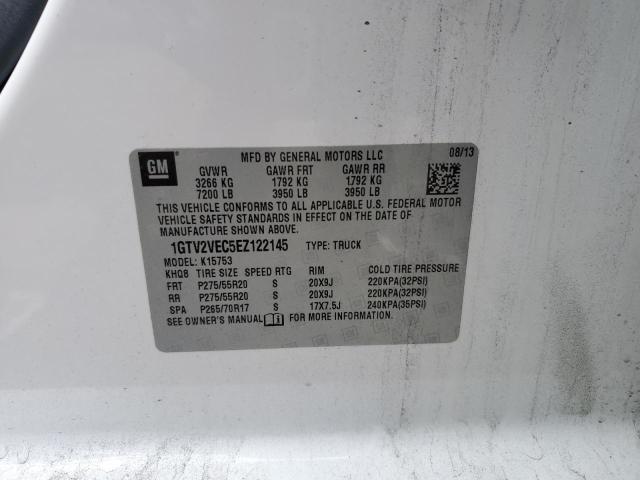 GM
MFD BY GENERAL MOTORS LLC 08/13
GVWR GAWR FRT GAWR RR
3266 KG 1792 KG 1792 KG
7200 LB 3950 LB 3950 LB
THIS VEHICLE CONFORMS TO ALL APPLICABLE U.S. FEDERAL MOTOR
VEHICLE SAFETY STANDARDS IN EFFECT ON THE DATE OF
MANUFACTURE SHOWN ABOVE.
1GTV2VEC5EZ122145 TYPE: TRUCK
MODEL: K15753
KHQ8 TIRE SIZE SPEED RTG RIM COLD TIRE PRESSURE
FRT P275/55R20 S 20X9J 220KPA(32PSI)
RR P275/55R20 S 20X9J 220KPA(32PSI)
SPA P265/70R17 S 17X7.5J 240KPA(35PSI)
SEE OWNER'S MANUAL FOR MORE INFORMATION.